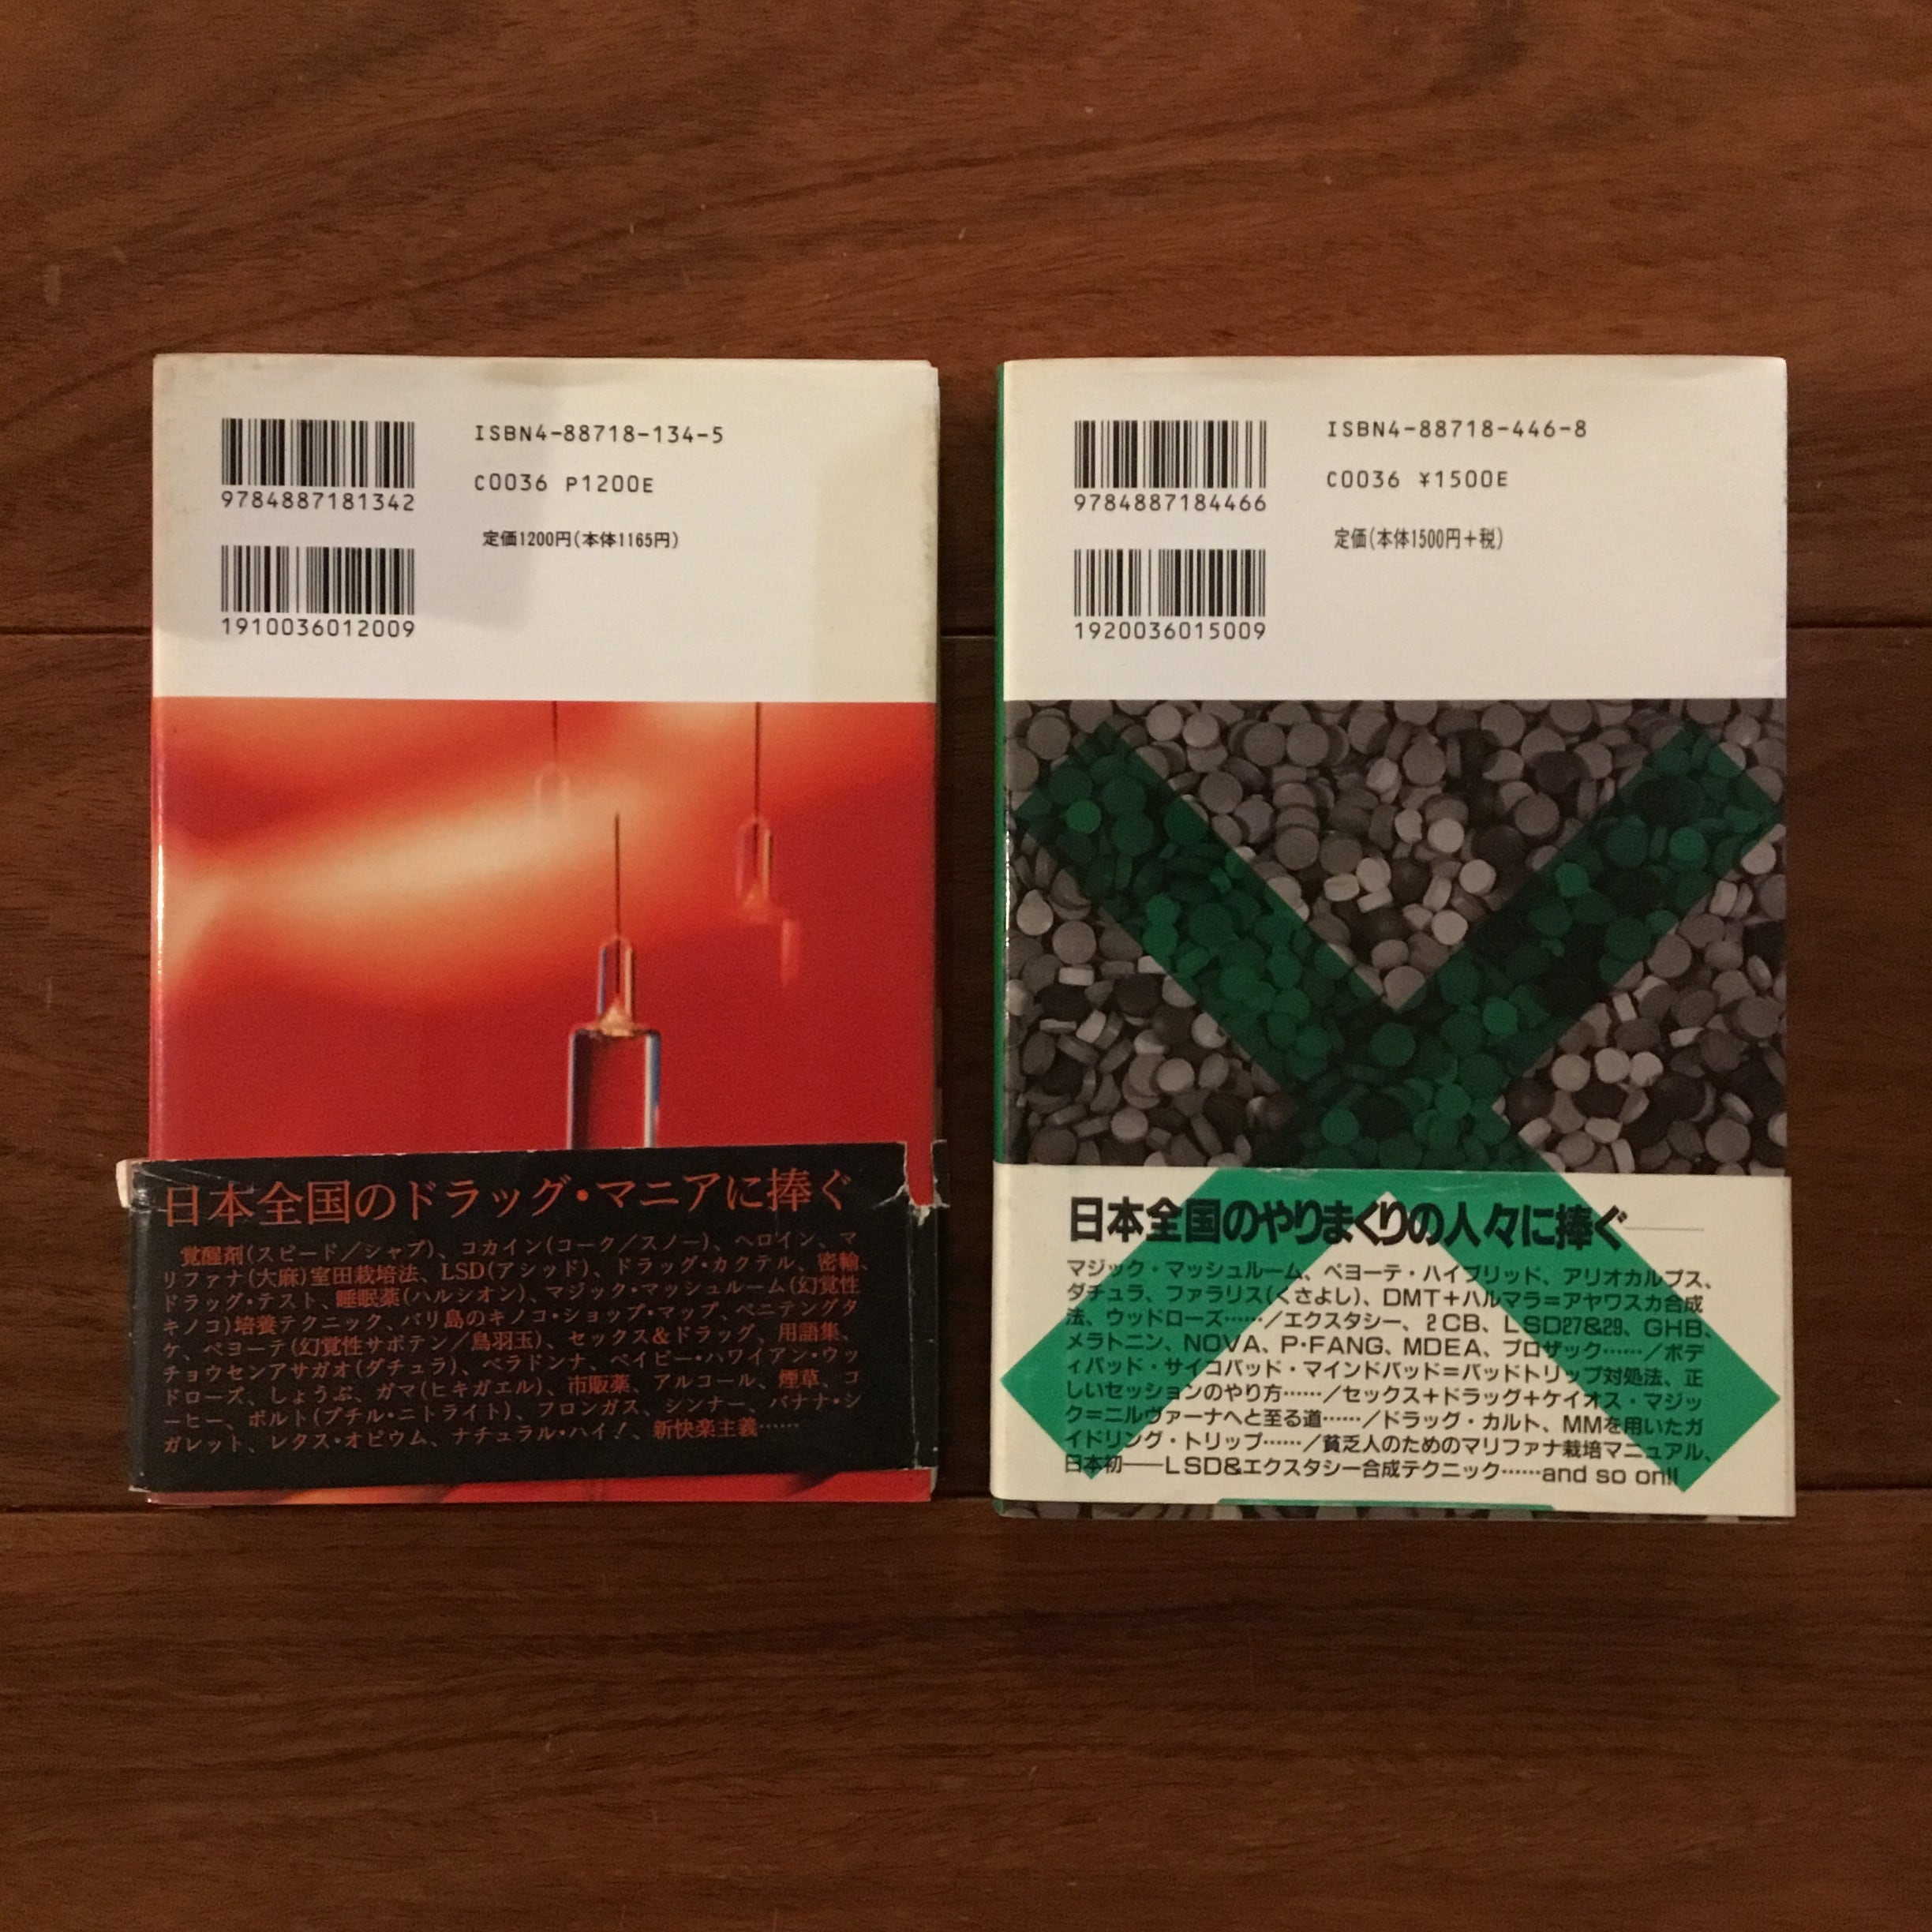 9784887181342
ISBN4-88718-134-5
C0036 P1200E
定価1200円(本体1165円)
1910036012009
日本全国のドラッグ・マニアに捧ぐ
覚醒剤(スピード／シャブ)、コカイン(コーク／スノー)、ヘロイン、マ
リファナ(大麻)室田栽培法、LSD(アシッド)、ドラッグ・カクテル、密輪、
ドラッグ・テスト、睡眠薬(ハルシオン)、マジック・マッシュルーム(幻覚性
キノコ)培養テクニック、バリ島のキノコ・ショップ・マップ、ベニテングタ
ケ、ペヨーテ(幻覚性サボテン／烏羽玉)、セックス&ドラッグ、用語集、
チョウセンアサガオ(ダチュラ)、ベラドンナ、ベイビー・ハワイアン・ウッ
ドローズ、しょうぶ、ガマ(ヒキガエル)、市販薬、アルコール、煙草、コ
ーヒー、ボルト(ブチル・ニトライト)、フロンガス、シンナー、バナナ・シ
ガレット、レタス・オピウム、ナチュラル・ハイ！、新快楽主義……
9784887184466
ISBN4-88718-446-8
C0036 ¥1500E
定価(本体1500円＋税)
1920036015009
日本全国のやりまくりの人々に捧ぐ――
マジック・マッシュルーム、ペヨーテ・ハイブリッド、アリオカルプス、
ダチュラ、ファラリス(くさよし)、DMT＋ハルマラ＝アヤワスカ合成
法、ウッドローズ……／エクスタシー、2CB、LSD27&29、GHB、
メラトニン、NOVA、P・FANG、MDEA、プロザック……／ボデ
ィバッド・サイコバッド・マインドバッド＝バッドトリップ対処法、正
しいセッションのやり方……／セックス＋ドラッグ＋ケイオス・マジッ
ク＝ニルヴァーナへと至る道……／ドラッグ・カルト、MMを用いたガ
イドリング・トリップ……／貧乏人のためのマリファナ栽培マニュアル、
日本初――LSD&エクスタシー合成テクニック……and so on!!